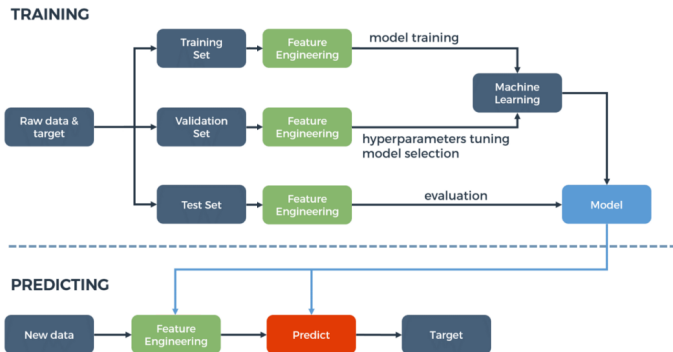 TRAINING
Training
Set
Feature
Engineering
model training
Raw data &
target
Validation
Set
Feature
Engineering
hyperparameters tuning
model selection
Machine
Learning
Test Set
Feature
Engineering
evaluation
Model
PREDICTING
New data
Feature
Engineering
Predict
Target